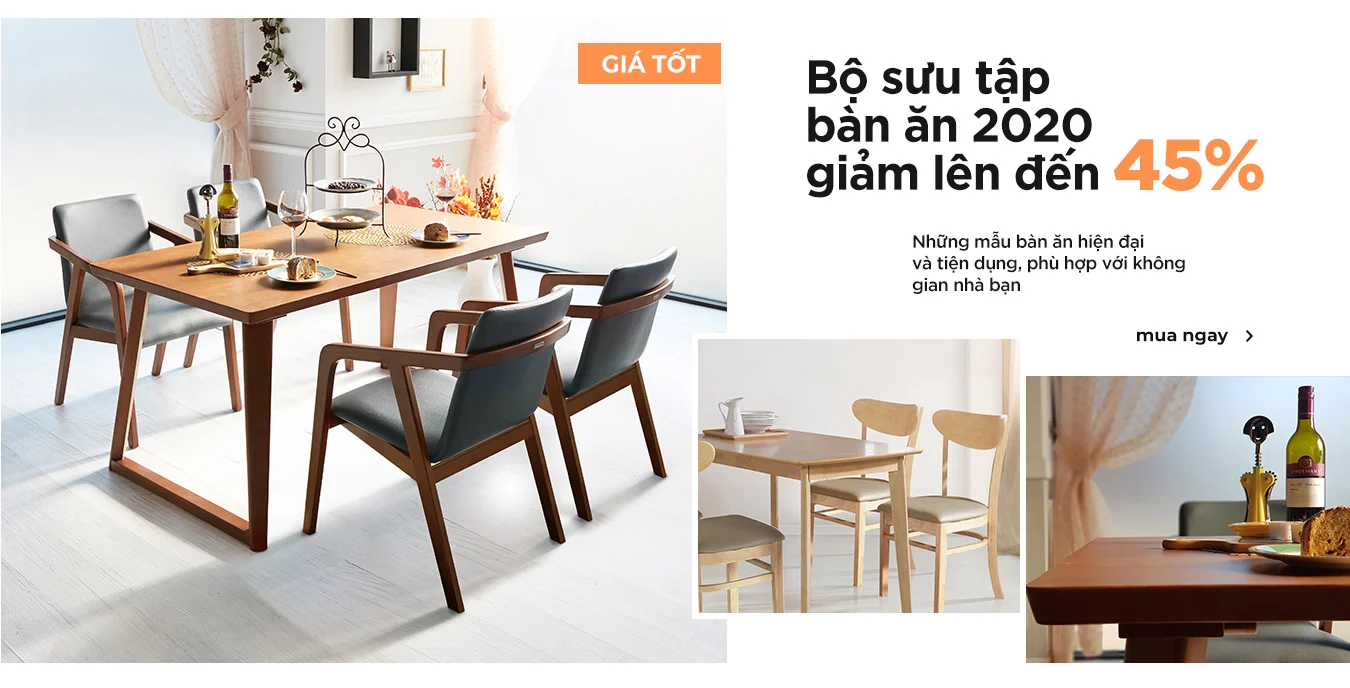 GIÁ TỐT
Bộ sưu tập
bàn ăn 2020
giảm lên đến 45%
Những mẫu bàn ăn hiện đại
và tiện dụng, phù hợp với không
gian nhà bạn
mua ngay